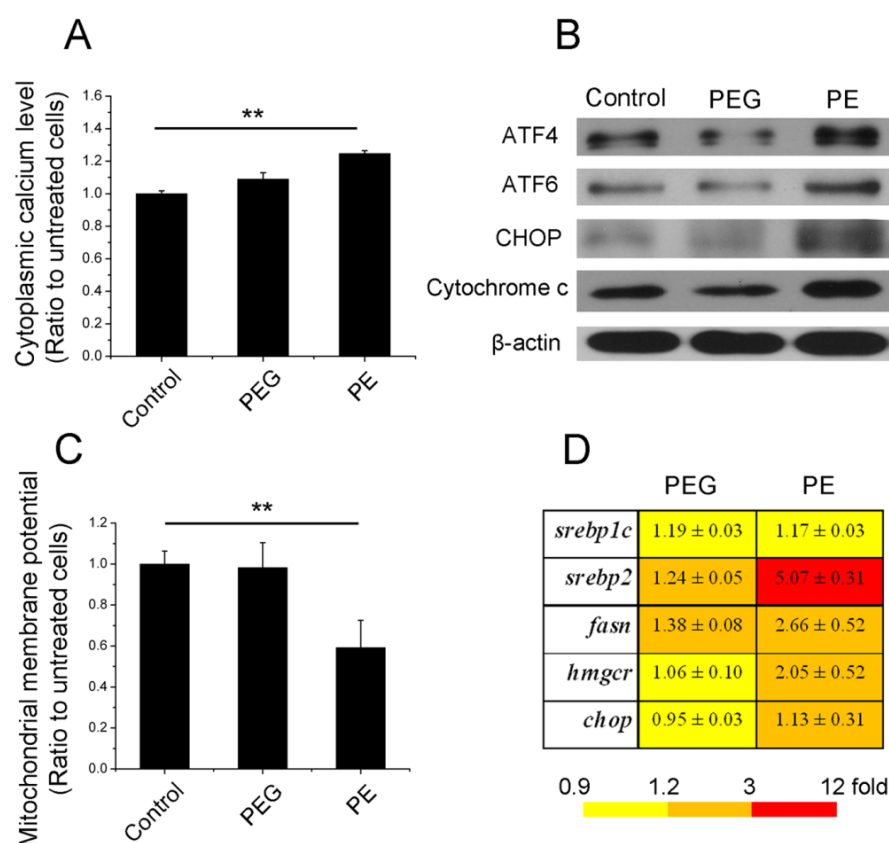 A
Cytoplasmic calcium level
(Ratio to untreated cells)
1.6
1.4
1.2
1.0
0.8
0.6
0.4
0.2
0.0
**
Control
PEG
PE
B
Control PEG PE
ATF4
ATF6
CHOP
Cytochrome c
β-actin
C
Mitochondrial membrane potential
(Ratio to untreated cells)
1.2
1.0
0.8
0.6
0.4
0.2
0.0
**
Control
PEG
PE
D
PEG PE
srebp1c 1.19 ± 0.03 1.17 ± 0.03
srebp2 1.24 ± 0.05 5.07 ± 0.31
fasn 1.38 ± 0.08 2.66 ± 0.52
hmgcr 1.06 ± 0.10 2.05 ± 0.52
chop 0.95 ± 0.03 1.13 ± 0.31
0.9 1.2 3 12 fold